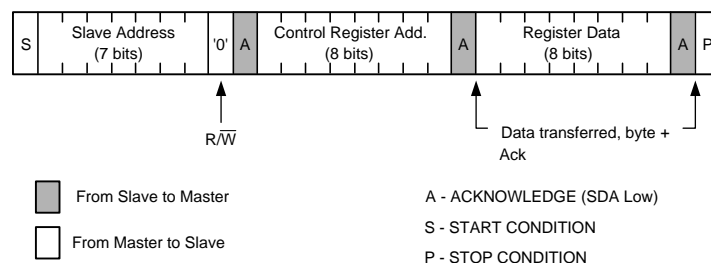 S Slave Address (7 bits) '0' A Control Register Add. (8 bits) A Register Data (8 bits) A P
R/W̅
Data transferred, byte +
Ack
From Slave to Master
From Master to Slave
A - ACKNOWLEDGE (SDA Low)
S - START CONDITION
P - STOP CONDITION